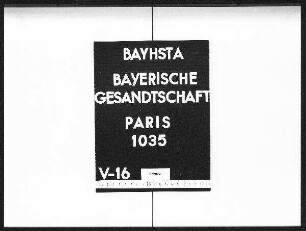 BAYHSTA
BAYERISCHE
GESANDTSCHAFT
PARIS
1035
V-16